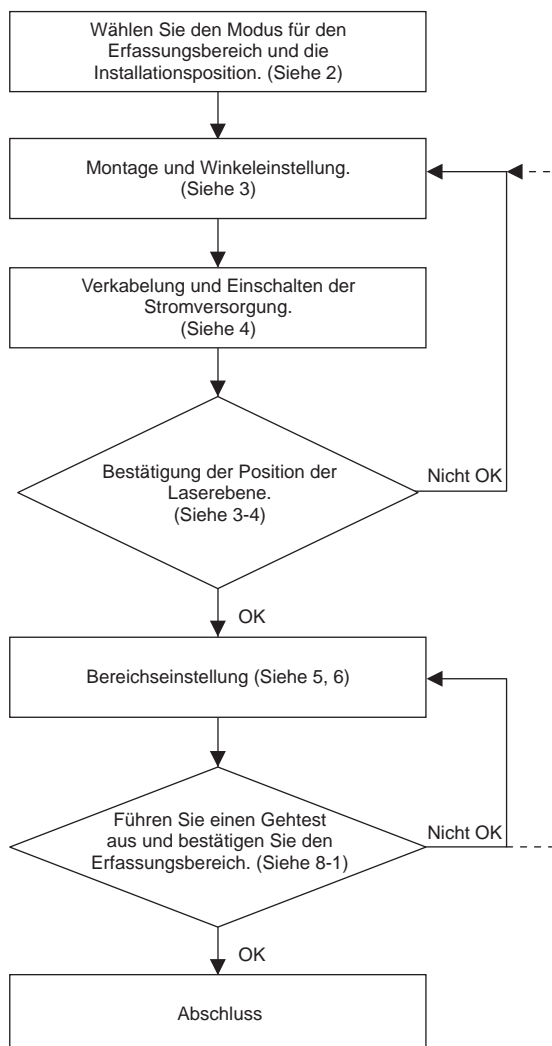 Wählen Sie den Modus für den
Erfassungsbereich und die
Installationsposition. (Siehe 2)
Montage und Winkeleinstellung.
(Siehe 3)
Verkabelung und Einschalten der
Stromversorgung.
(Siehe 4)
Bestätigung der Position der
Laserebene.
(Siehe 3-4)
Nicht OK
OK
Bereichseinstellung (Siehe 5, 6)
Führen Sie einen Gehtest
aus und bestätigen Sie den
Erfassungsbereich. (Siehe 8-1)
Nicht OK
OK
Abschluss